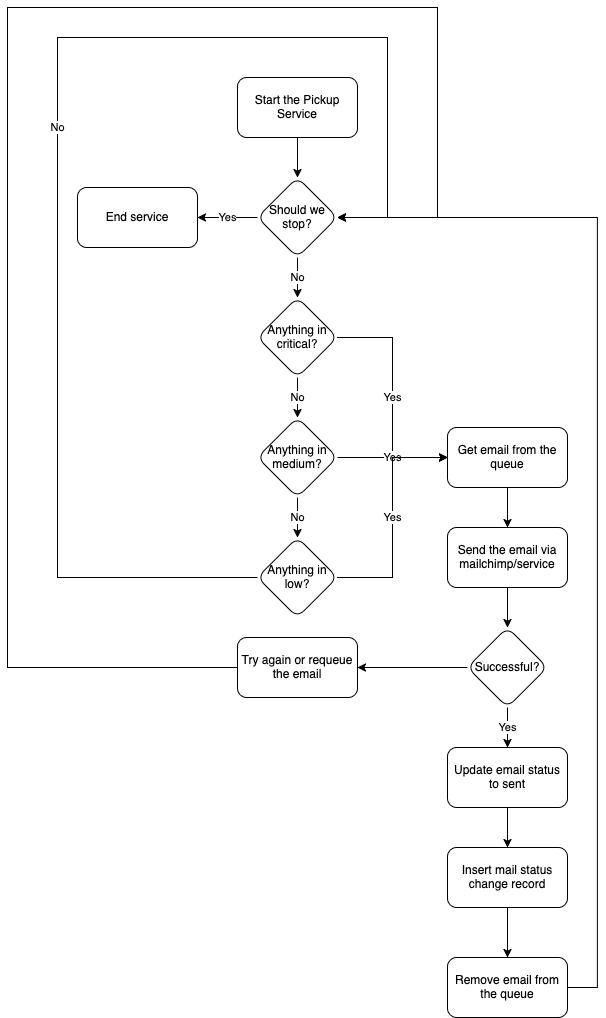 Start the Pickup
Service
No
Should we
stop?
Yes
End service
No
Anything in
critical?
Yes
No
Anything in
medium?
Yes
Get email from the
queue
No
Yes
Send the email via
mailchimp/service
Anything in
low?
Try again or requeue
the email
Successful?
Yes
Update email status
to sent
Insert mail status
change record
Remove email from
the queue